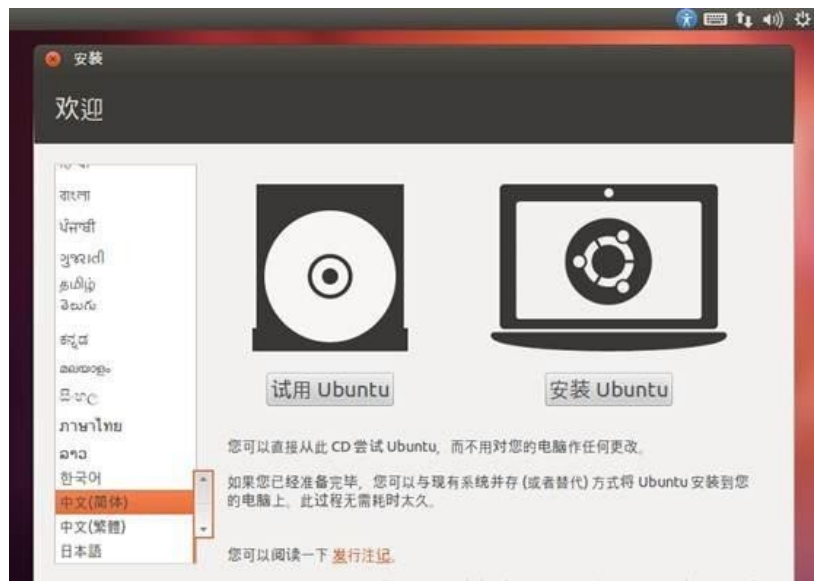 安装
欢迎
বাংলা
ਪੰਜਾਬੀ
ગુજરાતી
தமிழ்
తెలుగు
ಕನ್ನಡ
മലയാളം
සිංහල
ภาษาไทย
ລາວ
한국어
中文(简体)
中文(繁體)
日本語
试用 Ubuntu
安装 Ubuntu
您可以直接从此 CD 尝试 Ubuntu，而不用对您的电脑作任何更改。
如果您已经准备完毕，您可以与现有系统并存 (或者替代) 方式将 Ubuntu 安装到您
的电脑上。此过程无需耗时太久。
您可以阅读一下 发行注记。